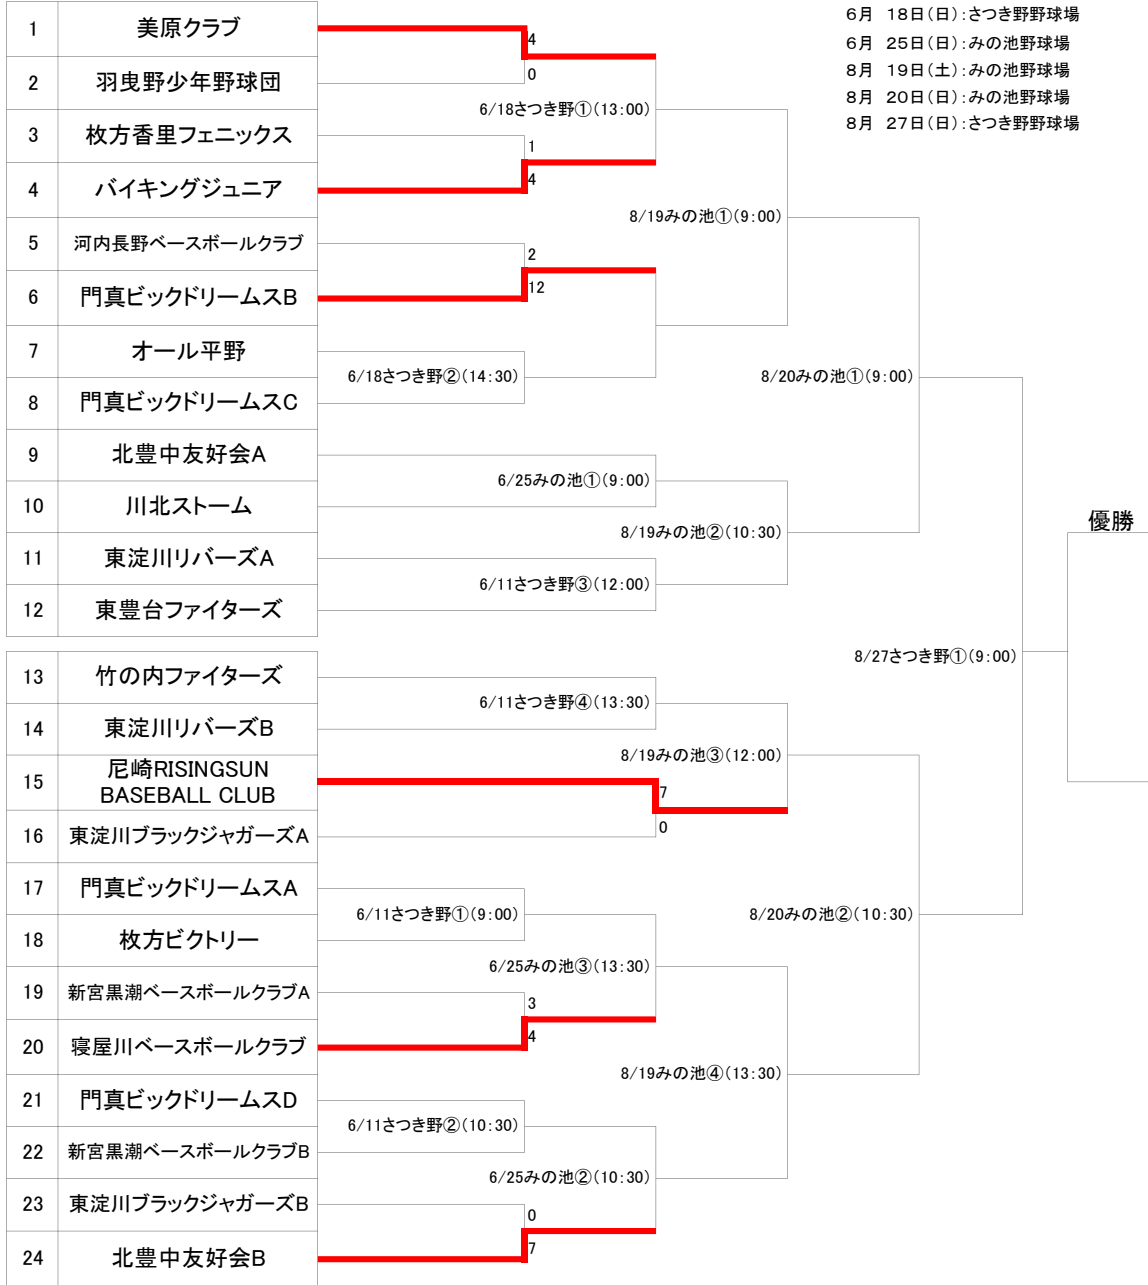 6月 18日(日):さつき野野球場
6月 25日(日):みの池野球場
8月 19日(土):みの池野球場
8月 20日(日):みの池野球場
8月 27日(日):さつき野野球場
1 美原クラブ
4
0
2 羽曳野少年野球団
6/18さつき野①(13:00)
3 枚方香里フェニックス
1
4
4 バイキングジュニア
8/19みの池①(9:00)
5 河内長野ベースボールクラブ
2
12
6 門真ビックドリームスB
7 オール平野
6/18さつき野②(14:30)
8/20みの池①(9:00)
8 門真ビックドリームスC
9 北豊中友好会A
6/25みの池①(9:00)
10 川北ストーム
8/19みの池②(10:30)
優勝
11 東淀川リバーズA
6/11さつき野③(12:00)
12 東豊台ファイターズ
8/27さつき野①(9:00)
13 竹の内ファイターズ
6/11さつき野④(13:30)
14 東淀川リバーズB
8/19みの池③(12:00)
15 尼崎RISINGSUN
BASEBALL CLUB
7
0
16 東淀川ブラックジャガーズA
17 門真ビックドリームスA
6/11さつき野①(9:00)
8/20みの池②(10:30)
18 枚方ビクトリー
6/25みの池③(13:30)
19 新宮黒潮ベースボールクラブA
3
4
20 寝屋川ベースボールクラブ
8/19みの池④(13:30)
21 門真ビックドリームスD
6/11さつき野②(10:30)
22 新宮黒潮ベースボールクラブB
6/25みの池②(10:30)
23 東淀川ブラックジャガーズB
0
7
24 北豊中友好会B